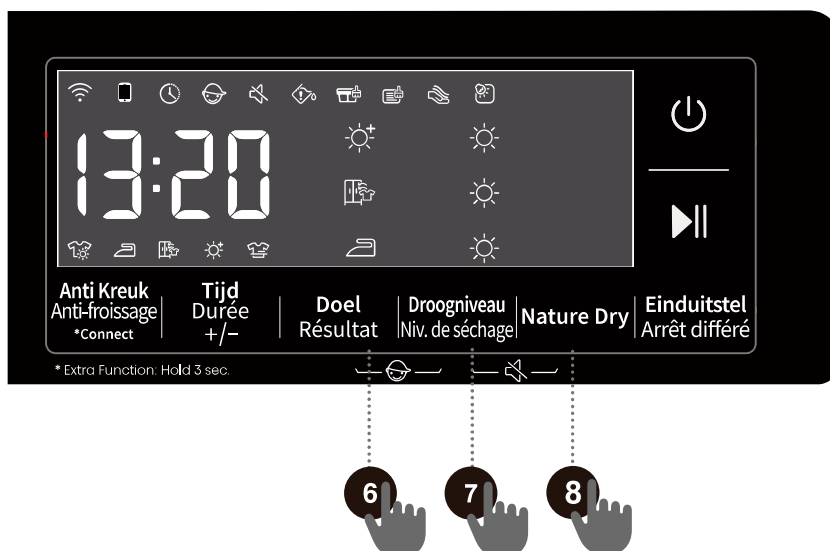 13:20
Anti Kreuk
Anti-froissage
*Connect
Tijd
Durée
+/-
Doel
Résultat
Droogniveau
Niv. de séchage
Nature Dry
Einduitstel
Arrêt différé
* Extra Function: Hold 3 sec.
6
7
8